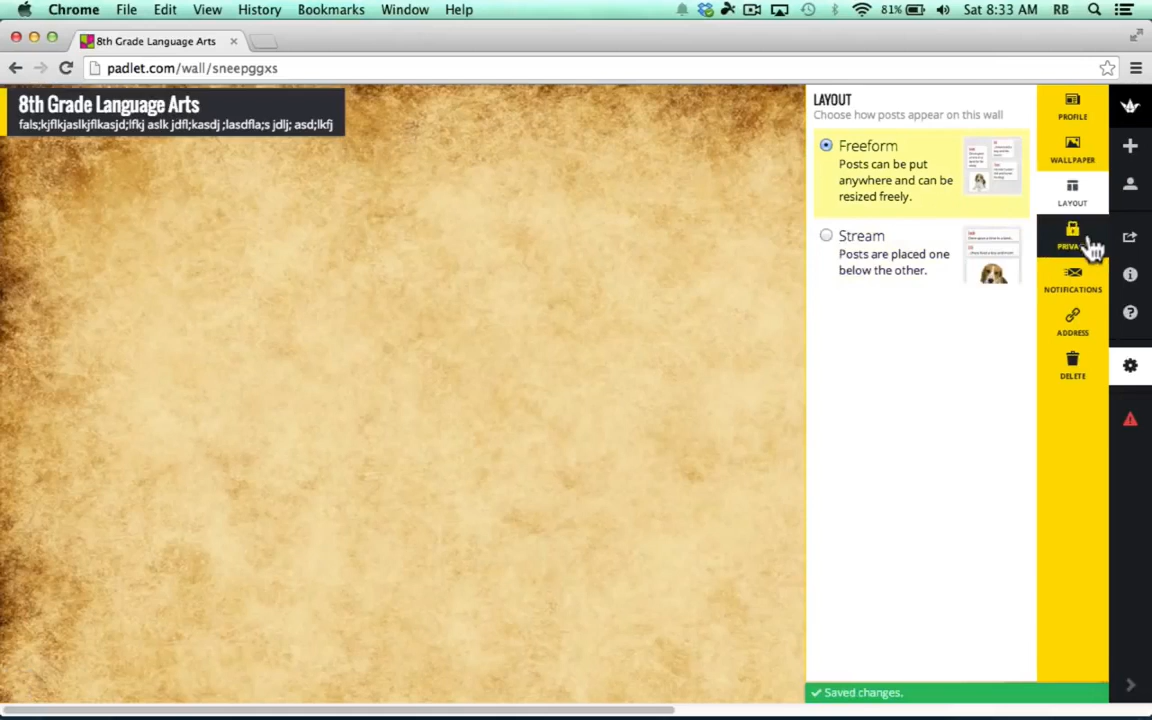 Chrome File Edit View History Bookmarks Window Help 81% Sat 8:33 AM RB
8th Grade Language Arts
padlet.com/wall/sneepggxs
8th Grade Language Arts
fals;kjflkjaslkjflkasjd;lfkj aslk jdfl;kasdj ;lasdfla;s jdlj; asd;lkfj
LAYOUT
Choose how posts appear on this wall
Freeform
Posts can be put
anywhere and can be
resized freely.
Stream
Posts are placed one
below the other.
PROFILE
WALLPAPER
LAYOUT
NOTIFICATIONS
ADDRESS
DELETE
Saved changes.